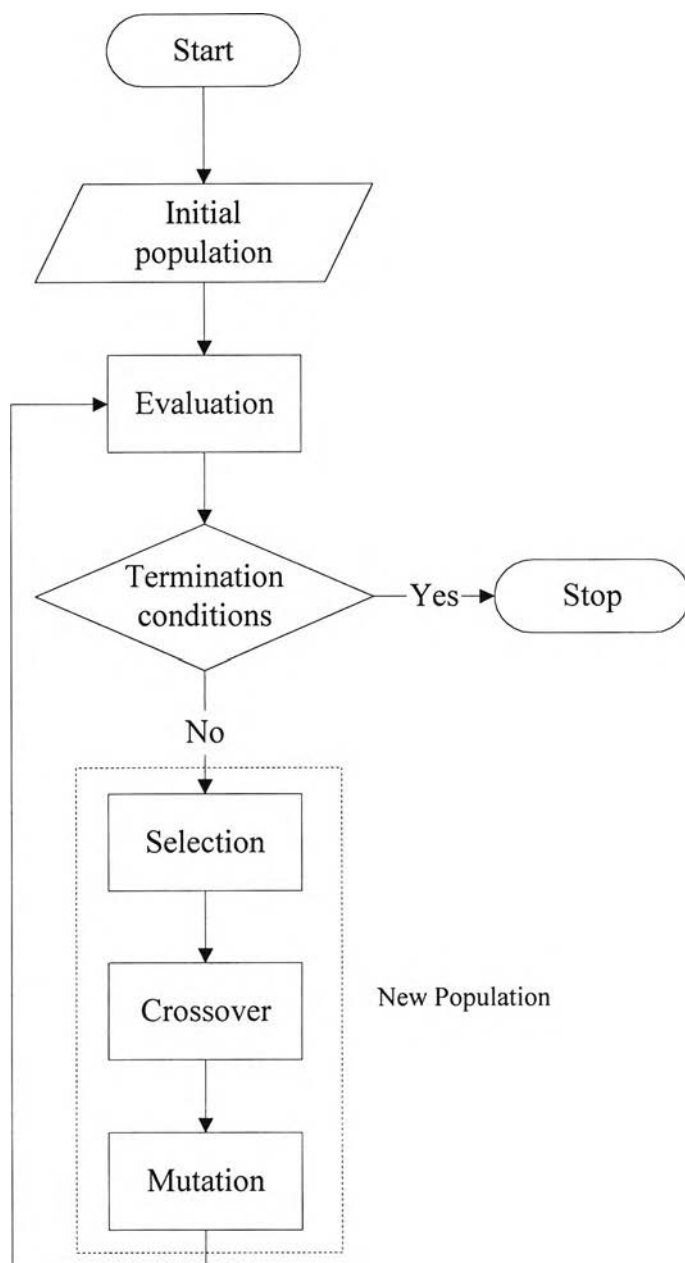 Start
Initial
population
Evaluation
Termination
conditions
Yes
Stop
No
Selection
Crossover
New Population
Mutation